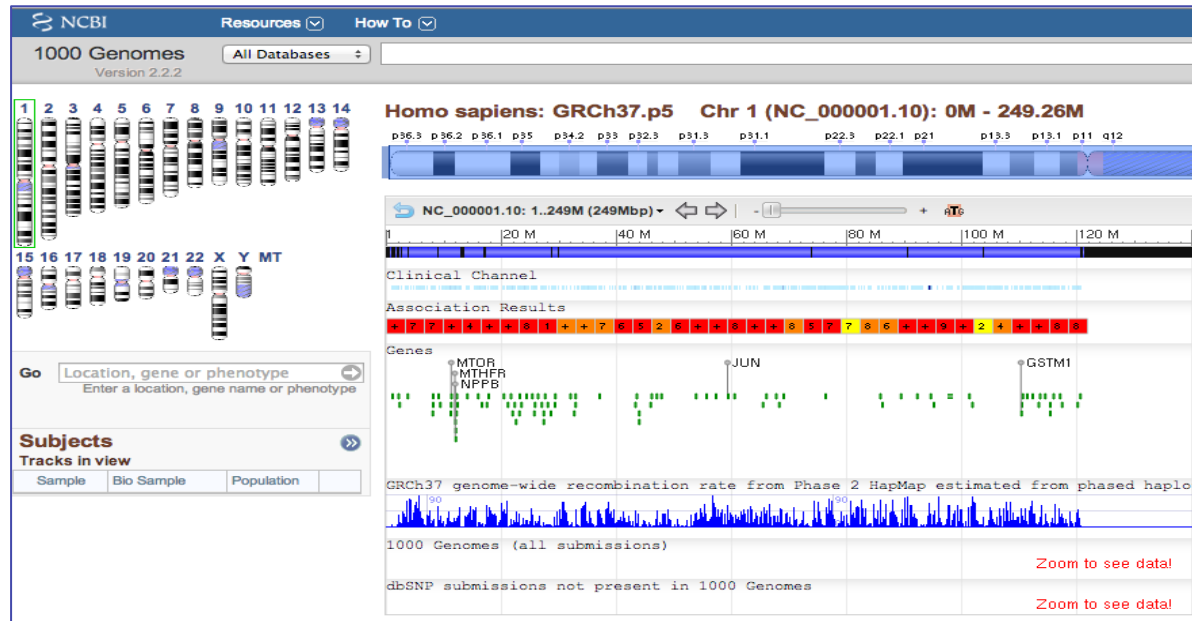 NCBI Resources How To
1000 Genomes All Databases
Version 2.2.2
1 2 3 4 5 6 7 8 9 10 11 12 13 14
15 16 17 18 19 20 21 22 X Y MT
Go Location, gene or phenotype
Enter a location, gene name or phenotype
Subjects
Tracks in view
Sample Bio Sample Population
Homo sapiens: GRCh37.p5 Chr 1 (NC_000001.10): 0M - 249.26M
p36.3 p36.2 p36.1 p35 p34.2 p33 p32.3 p31.3 p31.1 p22.3 p22.1 p21 p13.3 p13.1 p11 q12
NC_000001.10: 1..249M (249Mbp) - + ATG
1 20 M 40 M 60 M 80 M 100 M 120 M
Clinical Channel
Association Results
+ 7 7 + + + + 8 1 + + 7 6 5 2 6 + + 8 + + 8 5 7 7 8 6 + + 9 + 2 4 + + 8 8
Genes
MTOR JUN GSTM1
MTHFR
NPPB
GRCh37 genome-wide recombination rate from Phase 2 HapMap estimated from phased haplo
90 90
1000 Genomes (all submissions)
Zoom to see data!
dbSNP submissions not present in 1000 Genomes
Zoom to see data!